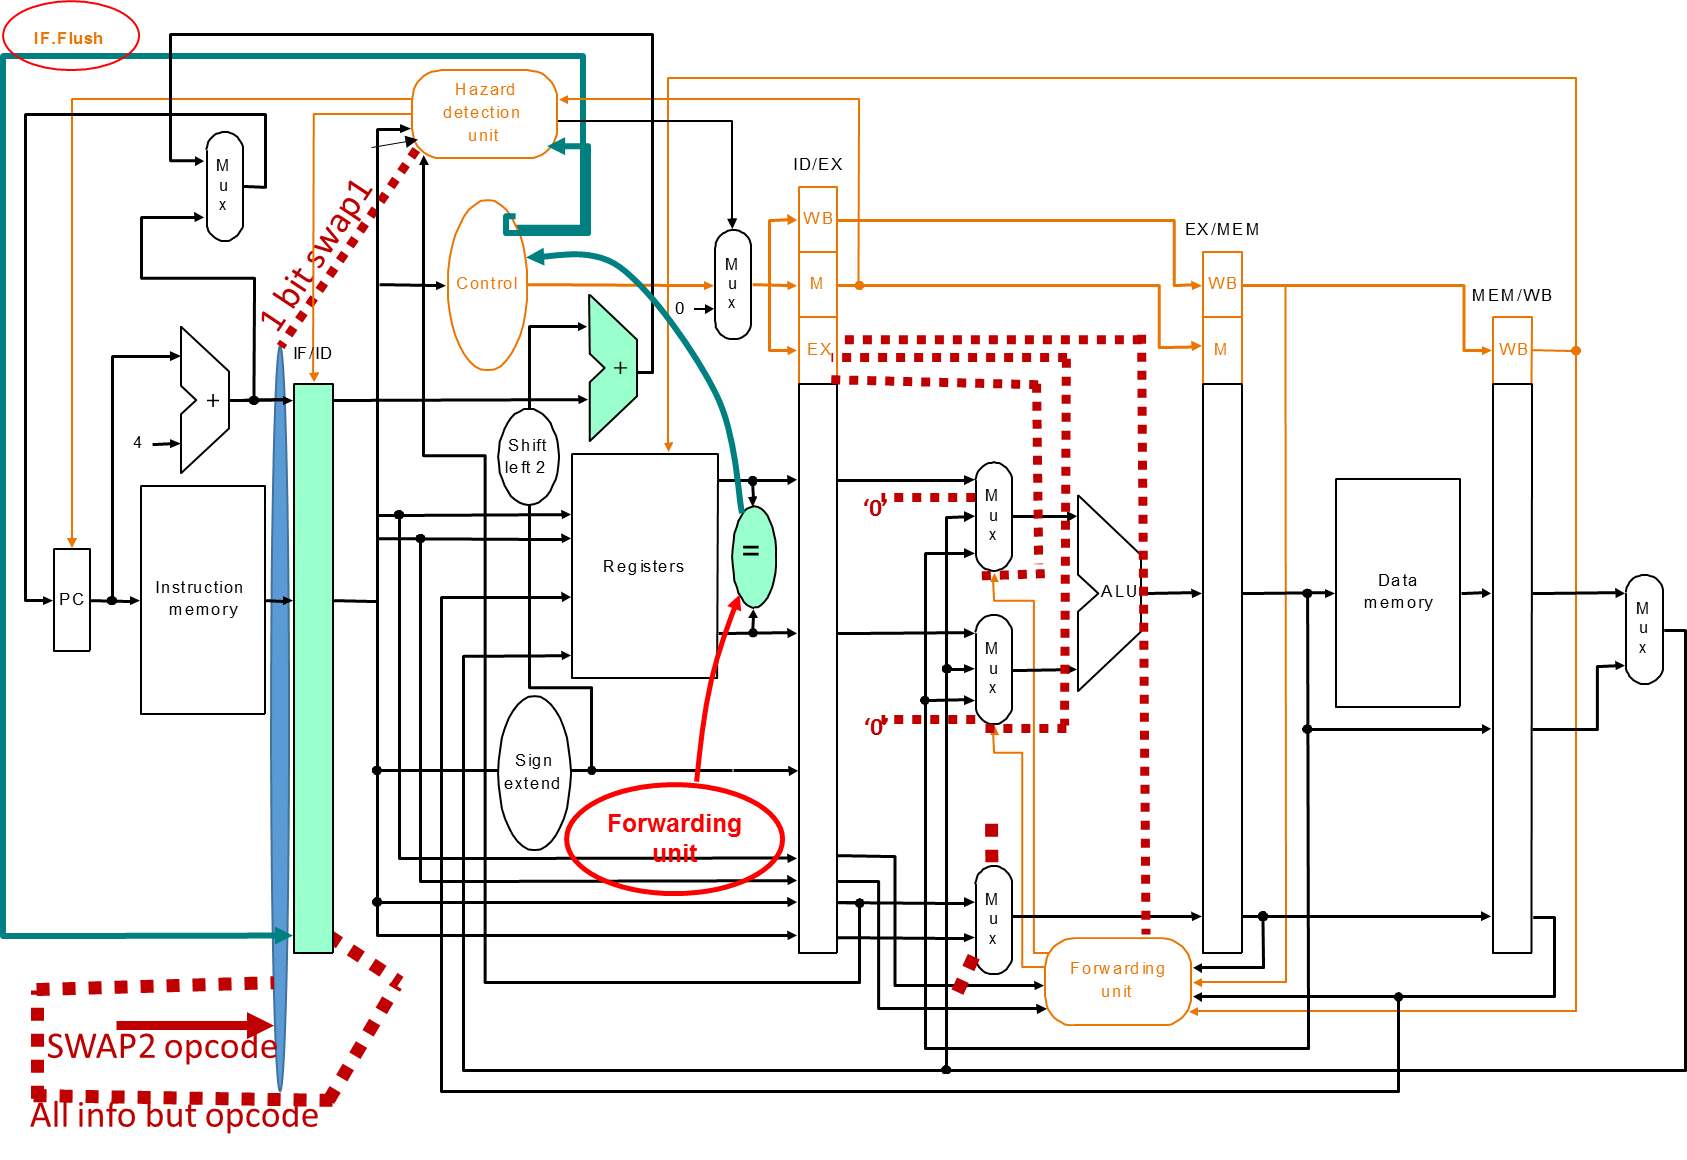 IF.Flush
Hazard
detection
unit
ID/EX
M
u
x
1 bit swap1
WB
EX/MEM
M
u
x
Control
M
WB
MEM/WB
0
IF/ID
EX
M
WB
+
+
4
Shift
left 2
M
u
x
'0'
=
Registers
Instruction
memory
PC
ALU
Data
memory
M
u
x
M
u
x
'0'
Sign
extend
Forwarding
unit
M
u
x
Forwarding
unit
SWAP2 opcode
All info but opcode